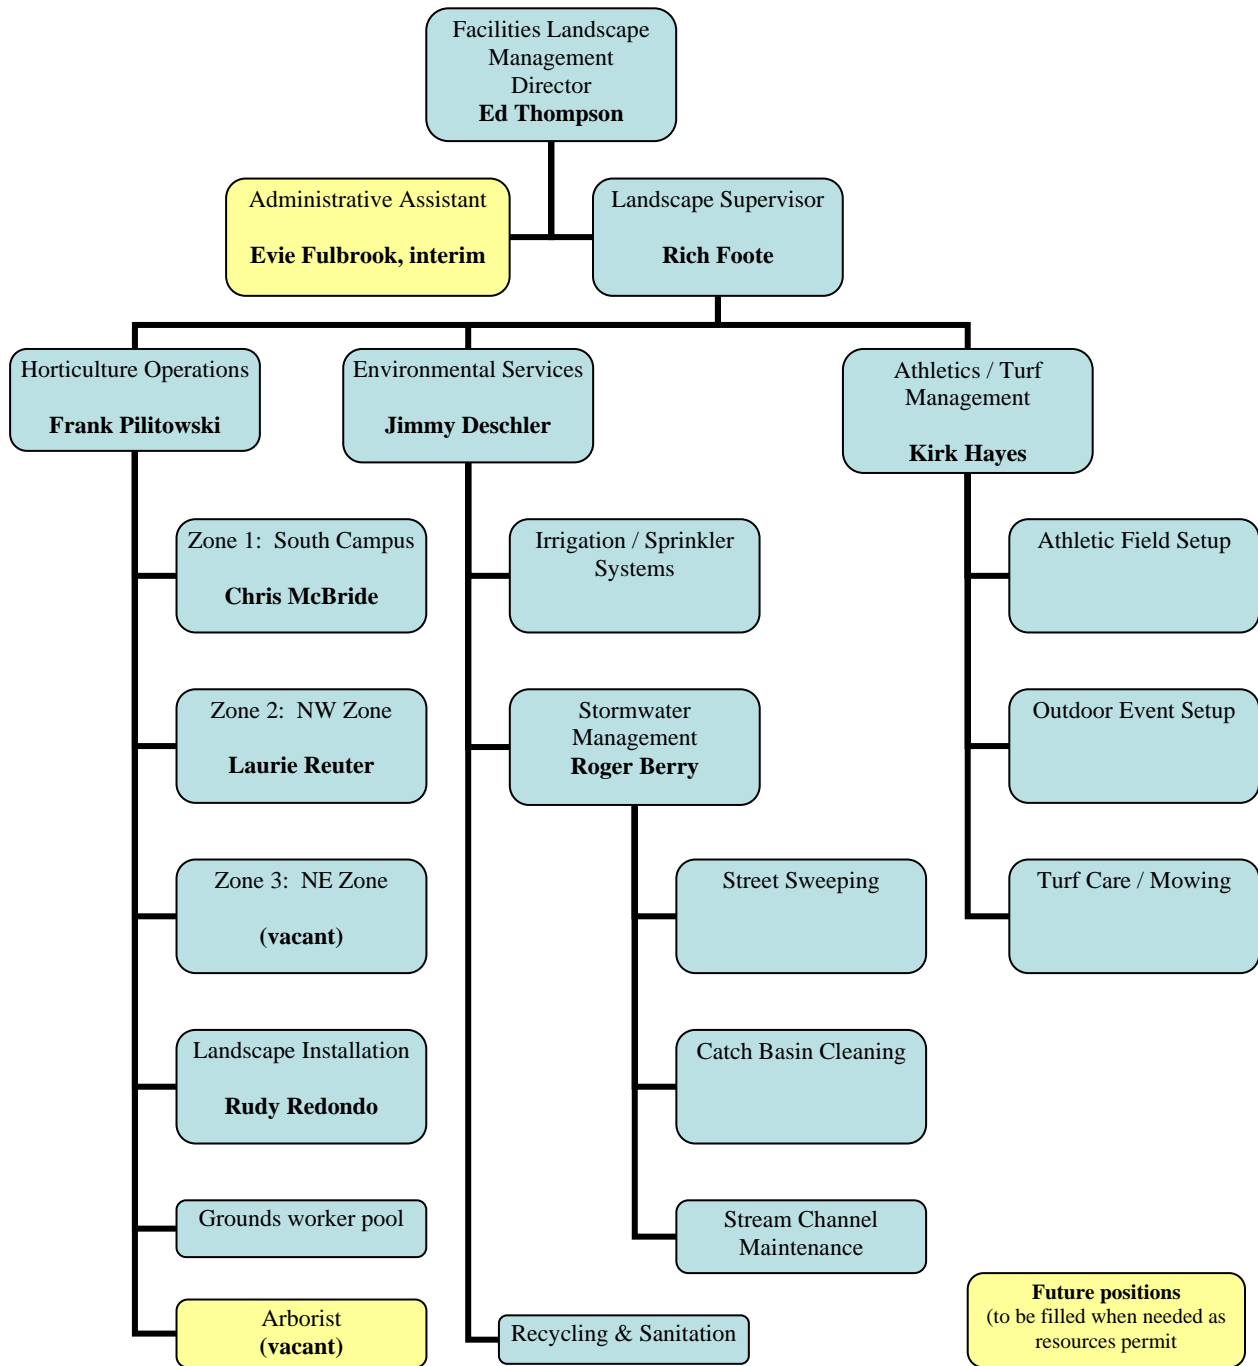 Facilities Landscape
Management
Director
Ed Thompson
Administrative Assistant
Evie Fulbrook, interim
Landscape Supervisor
Rich Foote
Horticulture Operations
Frank Pilitowski
Environmental Services
Jimmy Deschler
Athletics / Turf
Management
Kirk Hayes
Zone 1:  South Campus
Chris McBride
Zone 2:  NW Zone
Laurie Reuter
Zone 3:  NE Zone
(vacant)
Landscape Installation
Rudy Redondo
Grounds worker pool
Arborist
(vacant)
Irrigation / Sprinkler
Systems
Stormwater
Management
Roger Berry
Street Sweeping
Catch Basin Cleaning
Stream Channel
Maintenance
Recycling & Sanitation
Athletic Field Setup
Outdoor Event Setup
Turf Care / Mowing
Future positions
(to be filled when needed as
resources permit